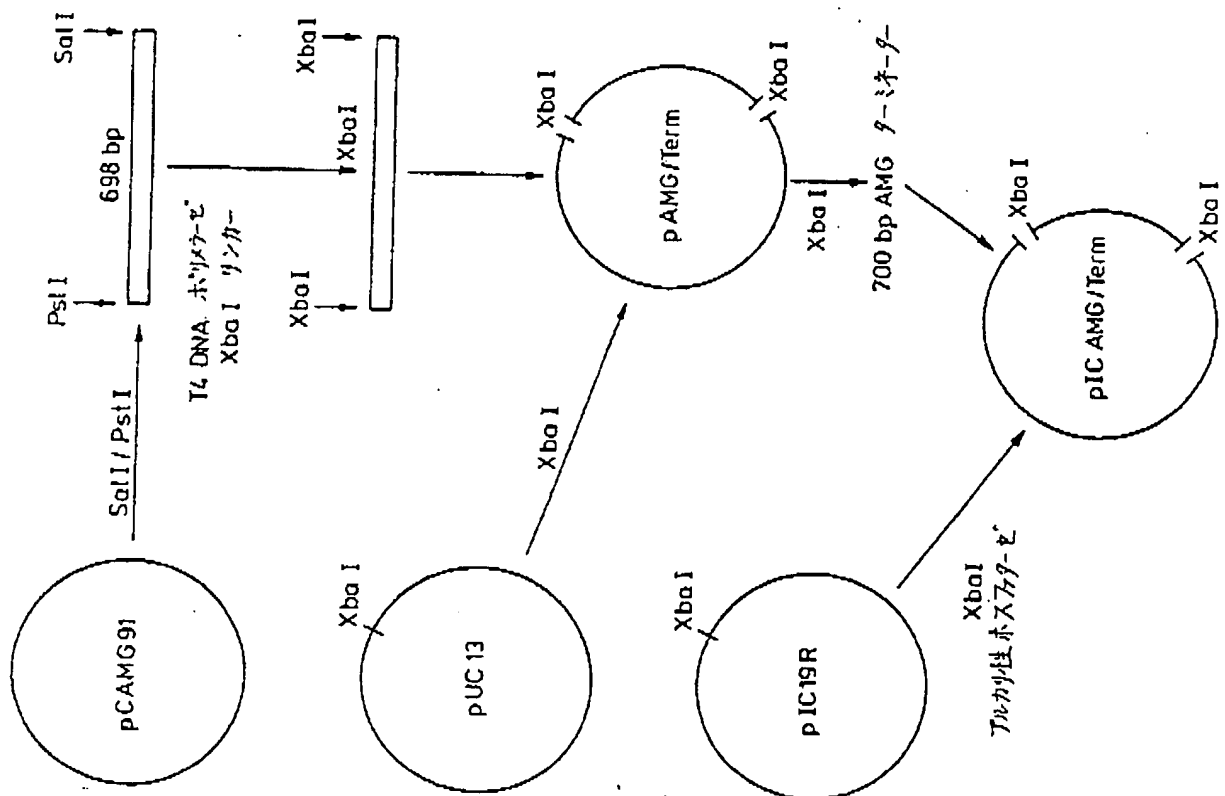 pCAMG91
Sal I / Pst I
Pst I
Sal I
698 bp
T4 DNA ポリメラーゼ
Xba I リンカー
Xba I
Xba I
Xba I
pUC 13
Xba I
Xba I
pAMG/Term
Xba I
Xba I
Xba I
700 bp AMG ターミネーター
pIC19R
Xba I
Xba I
アルカリ性ホスファターゼ
pIC AMG/Term
Xba I
Xba I